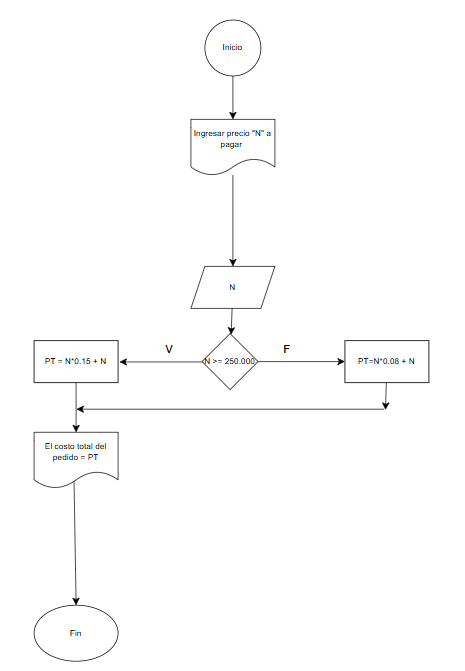 Inicio
Ingresar precio "N" a
pagar
N
V
F
PT = N*0.15 + N
N >= 250.000
PT=N*0.08 + N
El costo total del
pedido = PT
Fin